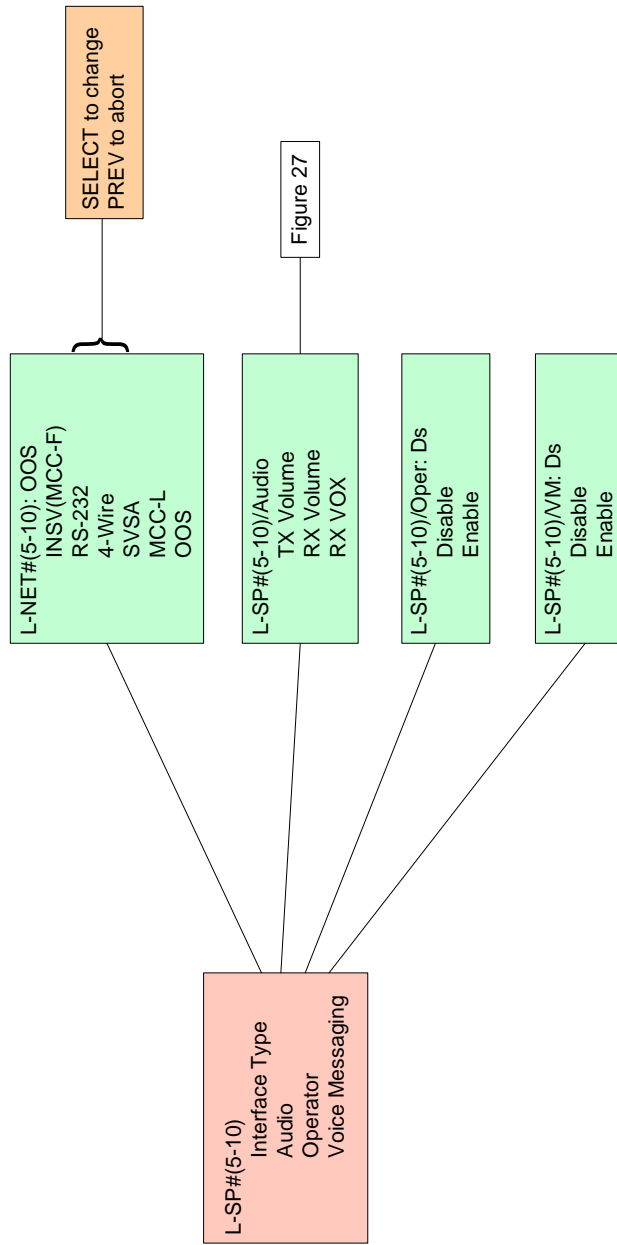 L-SP#(5-10)
Interface Type
Audio
Operator
Voice Messaging
L-NET#(5-10): OOS
INSV(MCC-F)
RS-232
4-Wire
SVSA
MCC-L
OOS
SELECT to change
PREV to abort
L-SP#(5-10)/Audio
TX Volume
RX Volume
RX VOX
Figure 27
L-SP#(5-10)/Oper: Ds
Disable
Enable
L-SP#(5-10)/VM: Ds
Disable
Enable